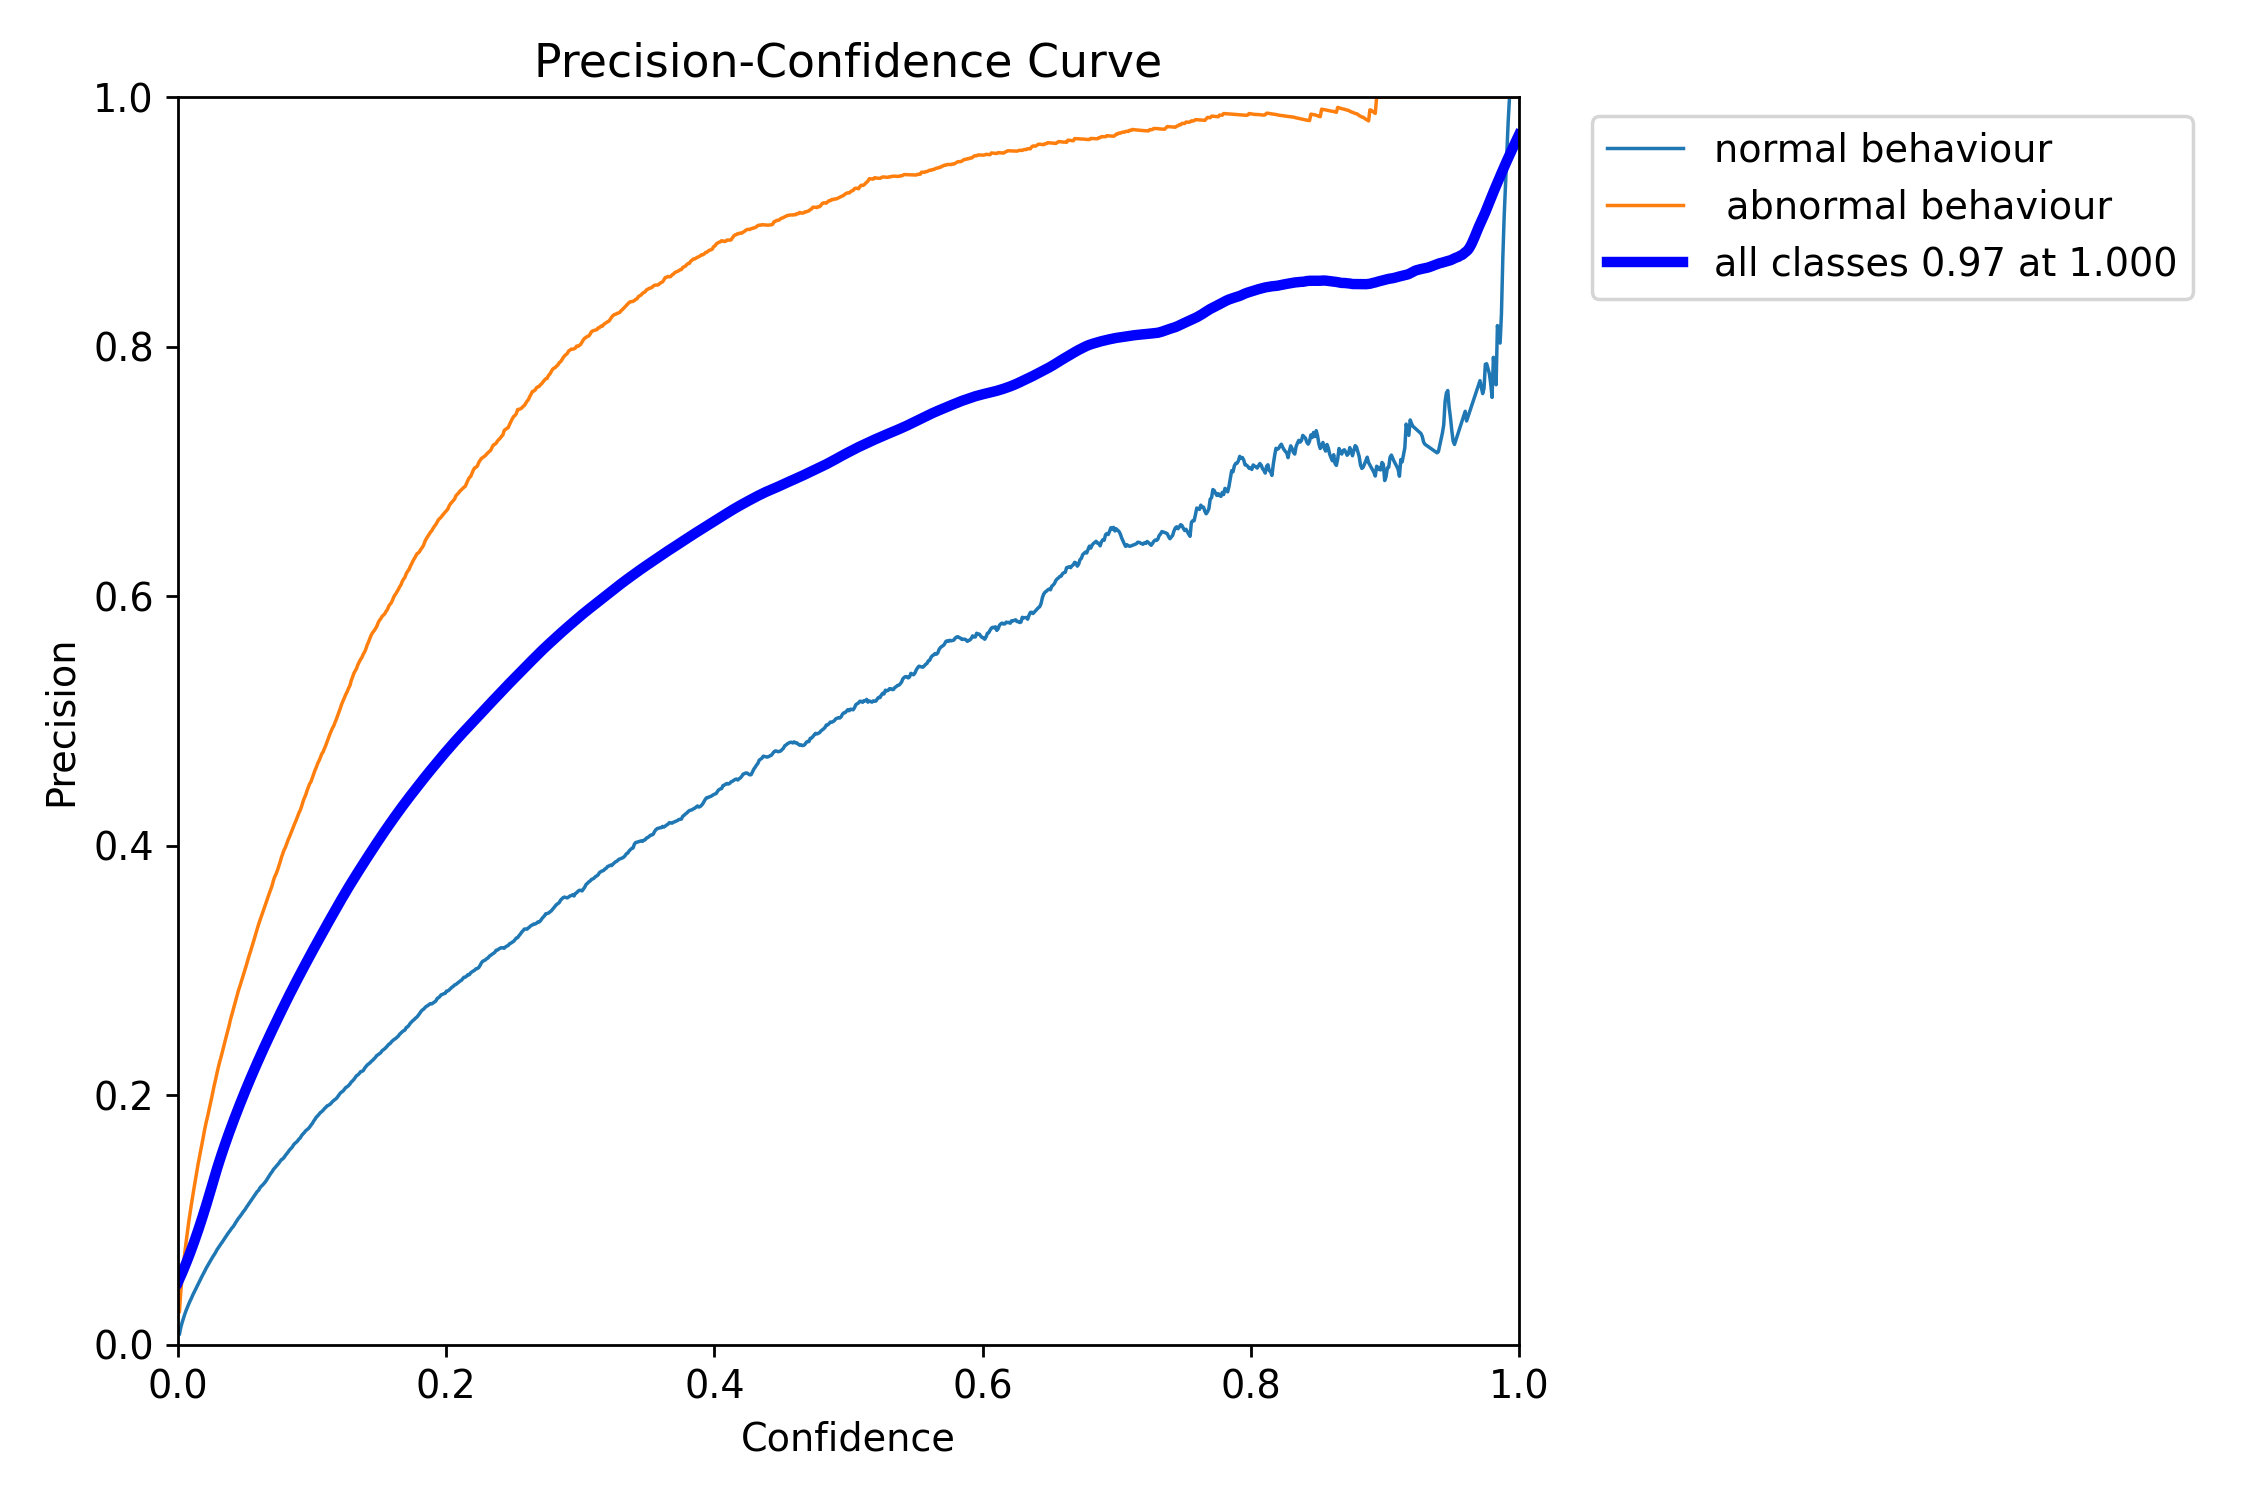 Precision-Confidence Curve
1.0
0.8
0.6
0.4
0.2
0.0
Precision
0.0 0.2 0.4 0.6 0.8 1.0
Confidence
normal behaviour
abnormal behaviour
all classes 0.97 at 1.000